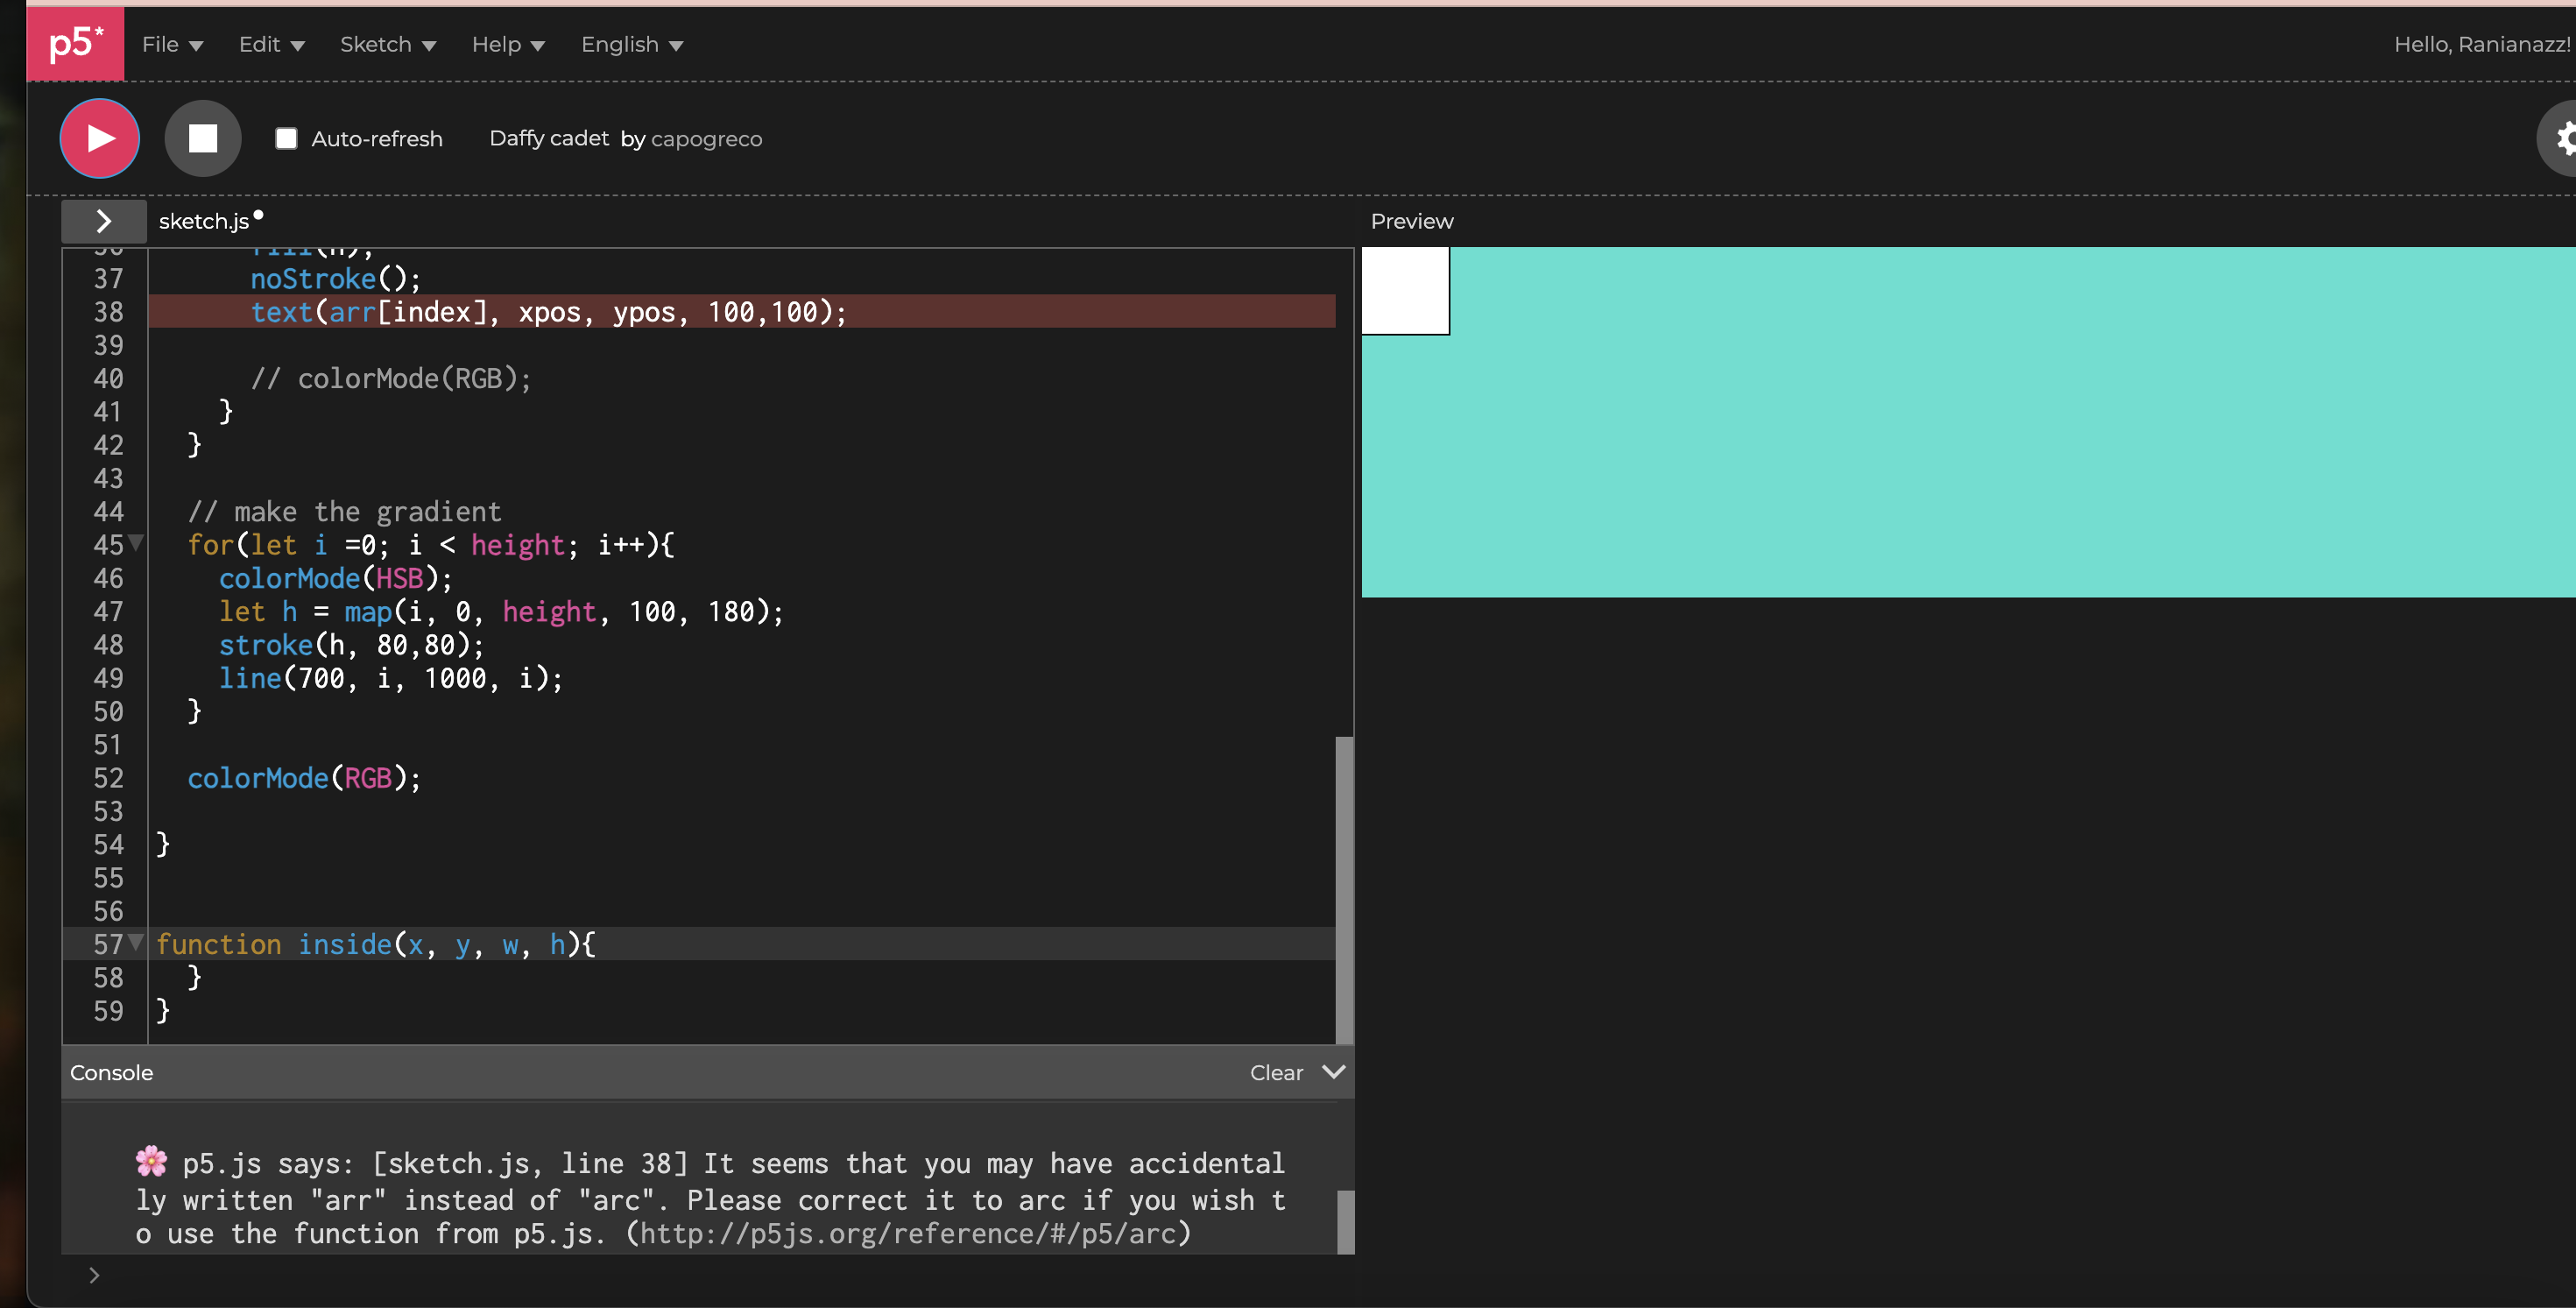 p5* File Edit Sketch Help English Hello, Ranianazz!
Auto-refresh Daffy cadet by capogreco
sketch.js Preview
36 fill(h);
37 noStroke();
38 text(arr[index], xpos, ypos, 100,100);
39
40 // colorMode(RGB);
41 }
42 }
43
44 // make the gradient
45 for(let i =0; i < height; i++){
46 colorMode(HSB);
47 let h = map(i, 0, height, 100, 180);
48 stroke(h, 80,80);
49 line(700, i, 1000, i);
50 }
51
52 colorMode(RGB);
53
54 }
55
56
57 function inside(x, y, w, h){
58 }
59 }
Console Clear
🌸 p5.js says: [sketch.js, line 38] It seems that you may have accidental
ly written "arr" instead of "arc". Please correct it to arc if you wish t
o use the function from p5.js. (http://p5js.org/reference/#/p5/arc)
>